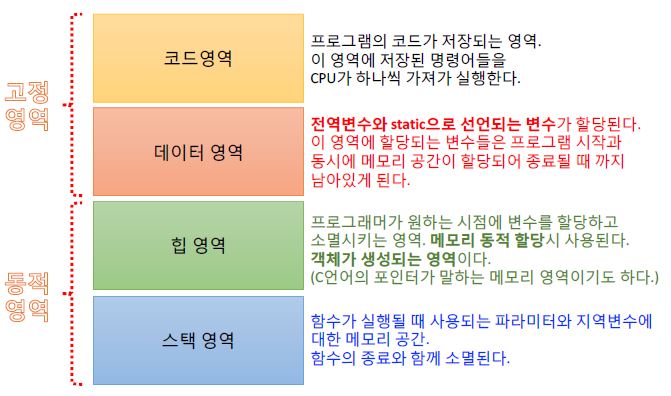 고정
영역
코드영역
프로그램의 코드가 저장되는 영역.
이 영역에 저장된 명령어들을
CPU가 하나씩 가져가 실행한다.
데이터 영역
전역변수와 static으로 선언되는 변수가 할당된다.
이 영역에 할당되는 변수들은 프로그램 시작과
동시에 메모리 공간이 할당되어 종료될 때 까지
남아있게 된다.
동적
영역
힙 영역
프로그래머가 원하는 시점에 변수를 할당하고
소멸시키는 영역. 메모리 동적 할당시 사용된다.
객체가 생성되는 영역이다.
(C언어의 포인터가 말하는 메모리 영역이기도 하다.)
스택 영역
함수가 실행될 때 사용되는 파라미터와 지역변수에
대한 메모리 공간.
함수의 종료와 함께 소멸된다.